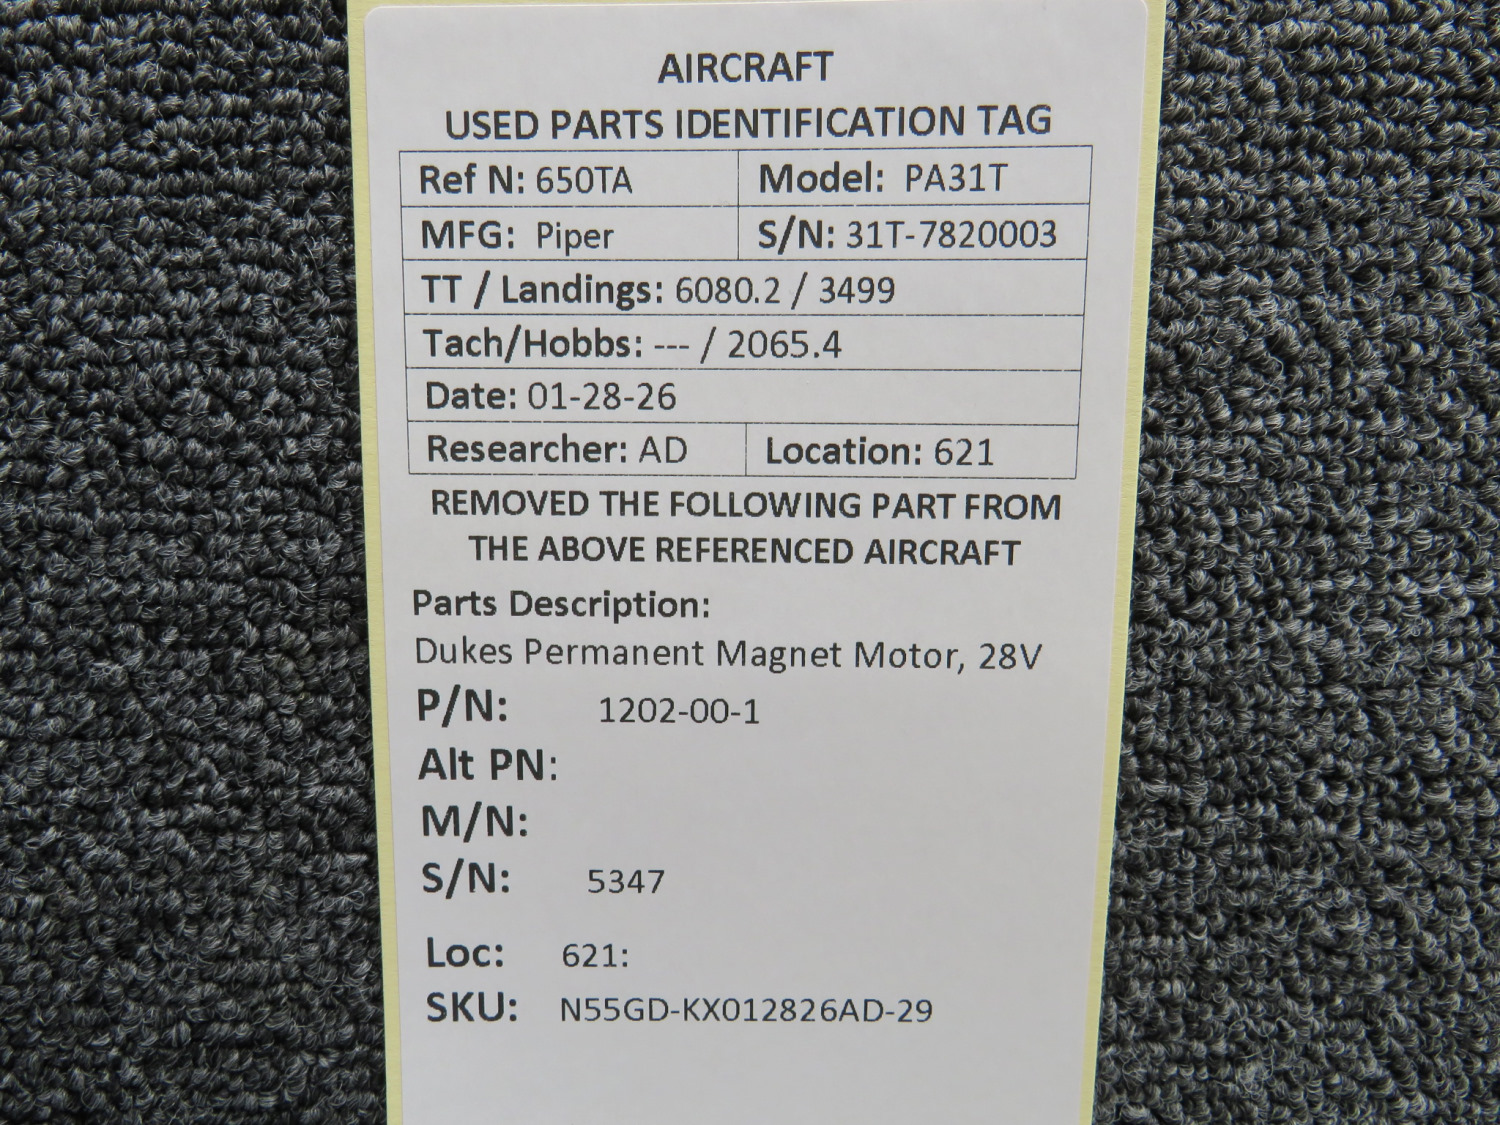 AIRCRAFT
USED PARTS IDENTIFICATION TAG
Ref N: 650TA Model: PA31T
MFG: Piper S/N: 31T-7820003
TT / Landings: 6080.2 / 3499
Tach/Hobbs: --- / 2065.4
Date: 01-28-26
Researcher: AD Location: 621
REMOVED THE FOLLOWING PART FROM
THE ABOVE REFERENCED AIRCRAFT
Parts Description:
Dukes Permanent Magnet Motor, 28V
P/N: 1202-00-1
Alt PN:
M/N:
S/N: 5347
Loc: 621:
SKU: N55GD-KX012826AD-29